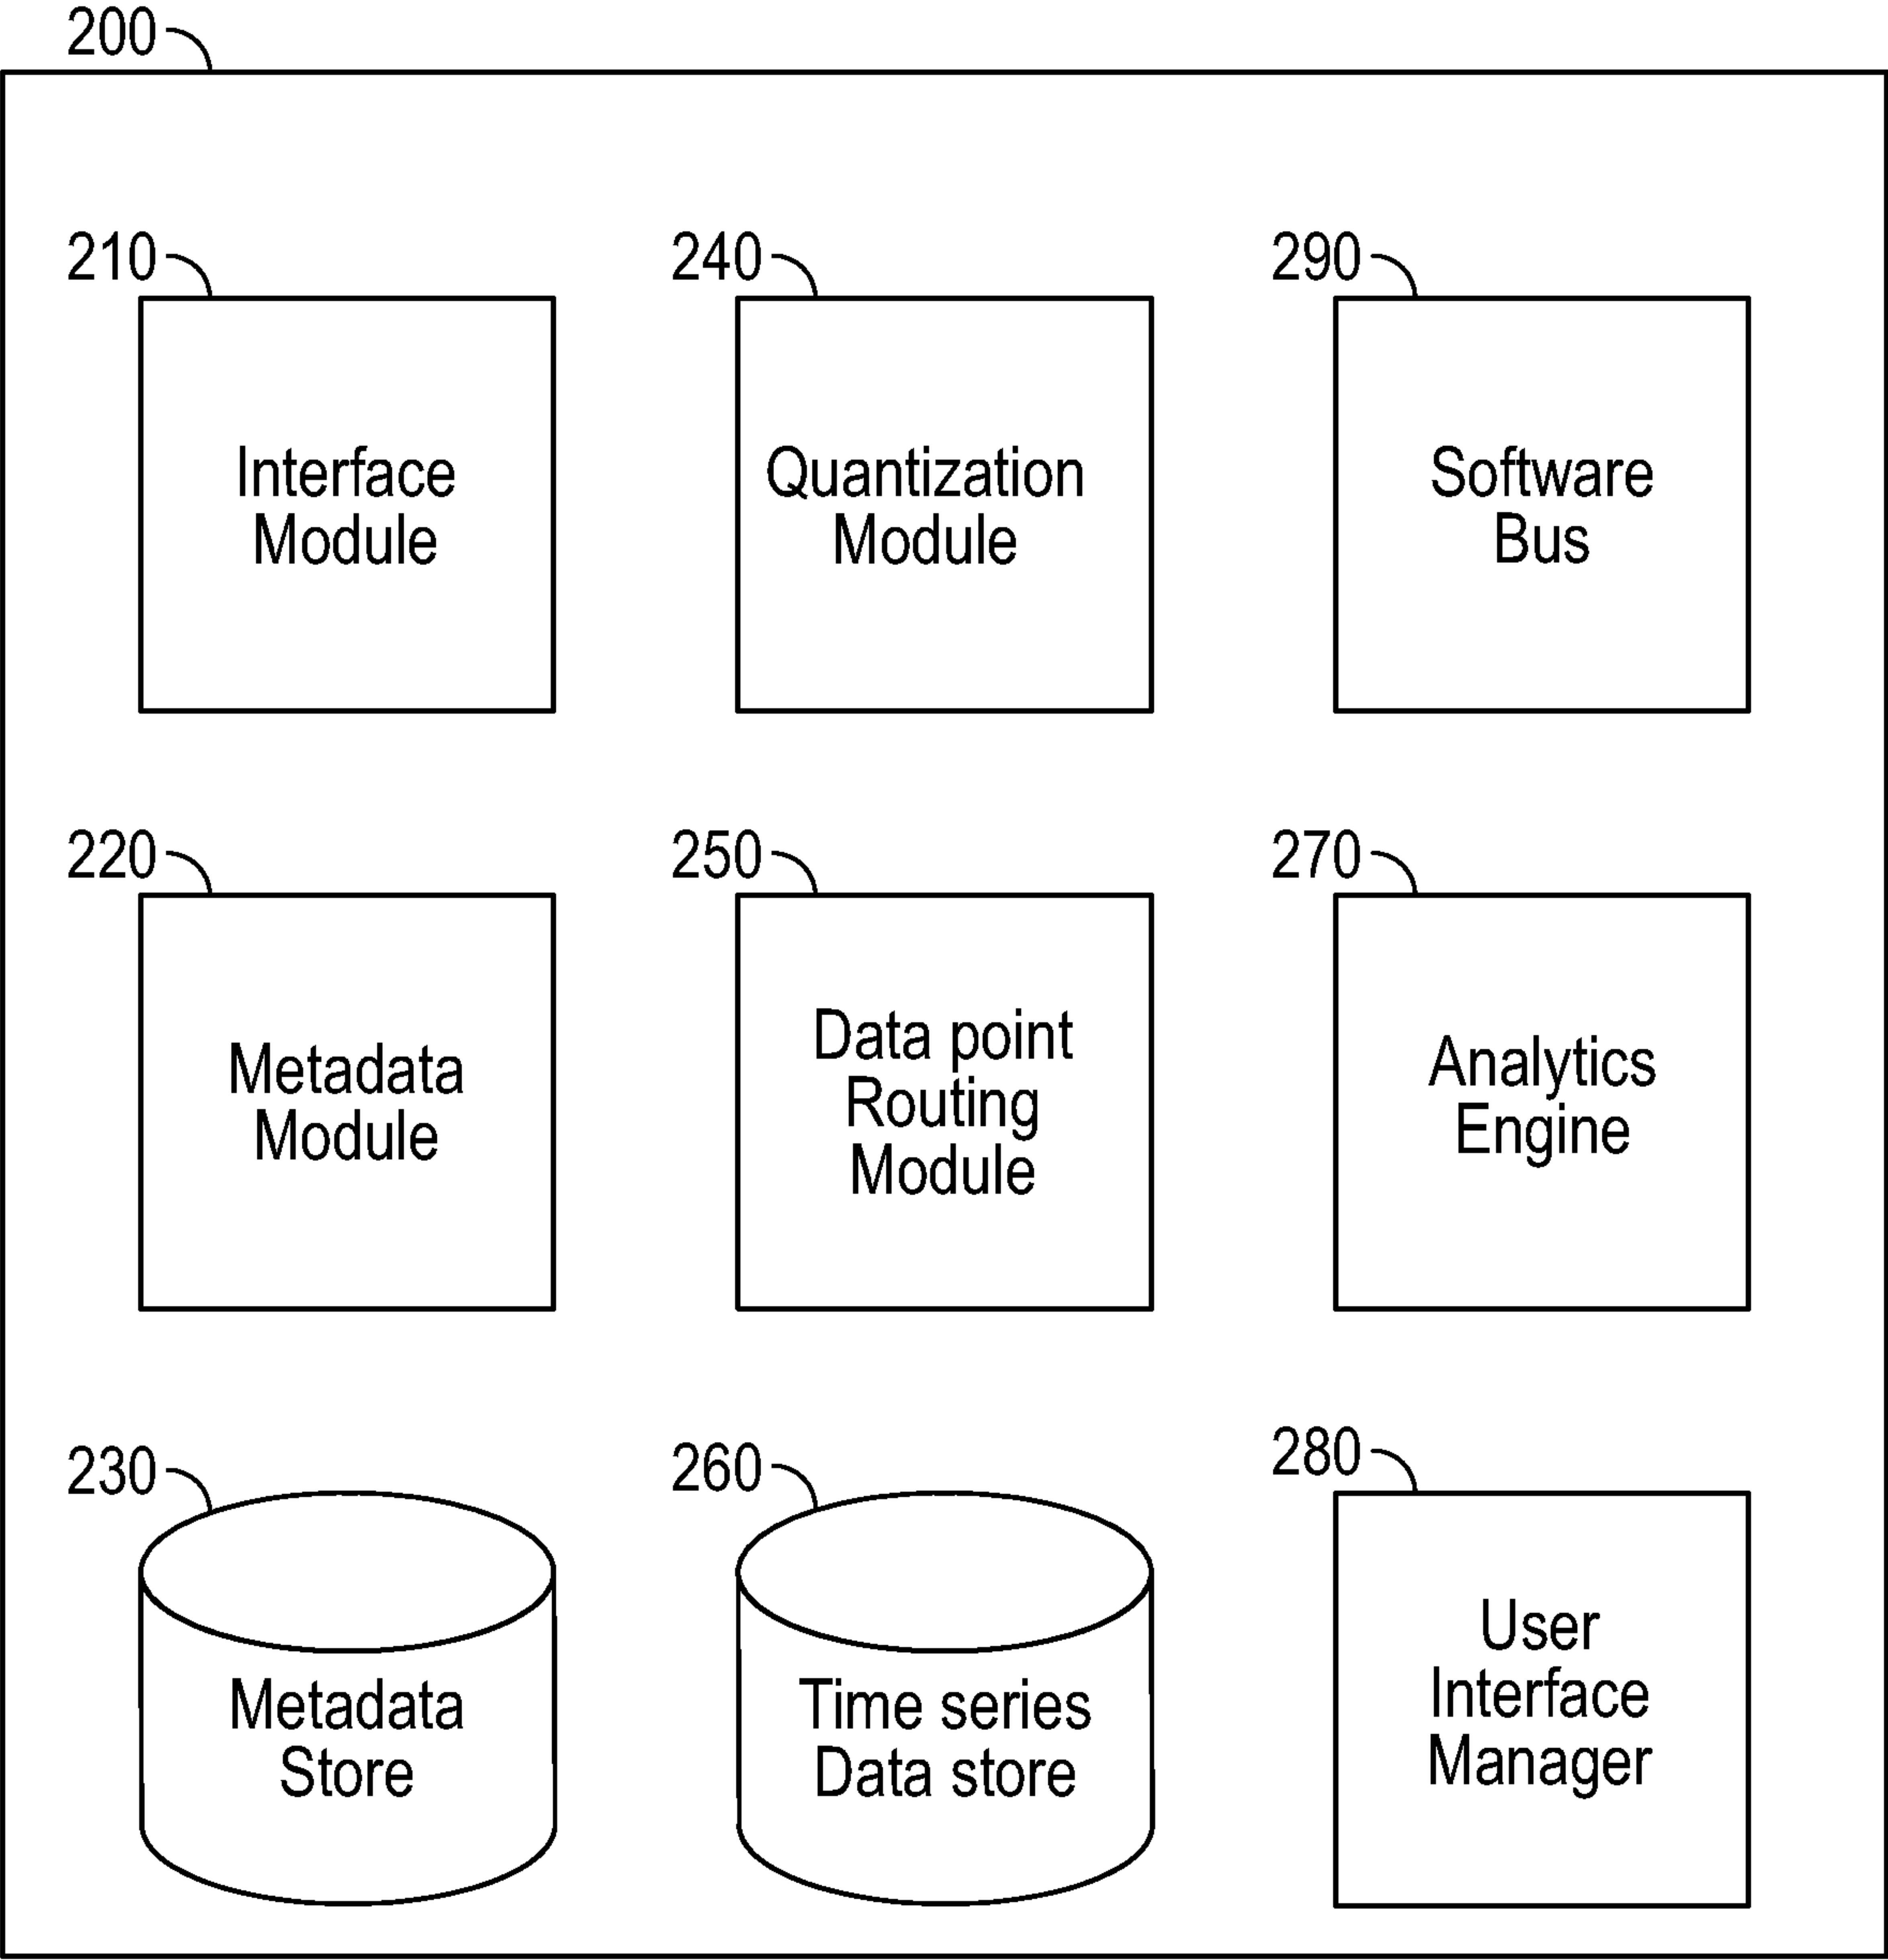 200
210
240
290
Interface
Module
Quantization
Module
Software
Bus
220
250
270
Metadata
Module
Data point
Routing
Module
Analytics
Engine
230
260
280
Metadata
Store
Time series
Data store
User
Interface
Manager